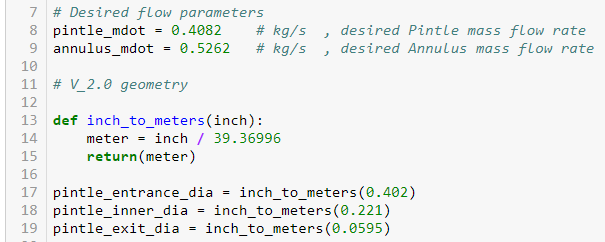 7 # Desired flow parameters
8 pintle_mdot = 0.4082    # kg/s  , desired Pintle mass flow rate
9 annulus_mdot = 0.5262   # kg/s  , desired Annulus mass flow rate
10
11 # V_2.0 geometry
12
13 def inch_to_meters(inch):
14     meter = inch / 39.36996
15     return(meter)
16
17 pintle_entrance_dia = inch_to_meters(0.402)
18 pintle_inner_dia = inch_to_meters(0.221)
19 pintle_exit_dia = inch_to_meters(0.0595)